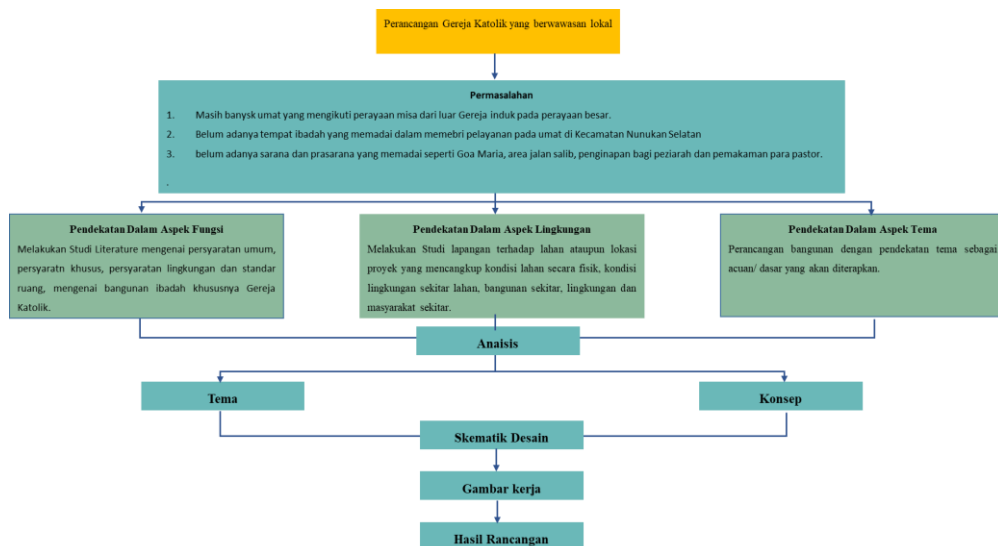 Perancangan Gereja Katolik yang berwawasan lokal
Permasalahan
1. Masih banysk umat yang mengikuti perayaan misa dari luar Gereja induk pada perayaan besar.
2. Belum adanya tempat ibadah yang memadai dalam memebri pelayanan pada umat di Kecamatan Nunukan Selatan
3. belum adanya sarana dan prasarana yang memadai seperti Goa Maria, area jalan salib, penginapan bagi peziarah dan pemakaman para pastor.
.
Pendekatan Dalam Aspek Fungsi
Melakukan Studi Literature mengenai persyaratan umum,
persyaratn khusus, persyaratan lingkungan dan standar
ruang, mengenai bangunan ibadah khususnya Gereja
Katolik.
Pendekatan Dalam Aspek Lingkungan
Melakukan Studi lapangan terhadap lahan ataupun lokasi
proyek yang mencangkup kondisi lahan secara fisik, kondisi
lingkungan sekitar lahan, bangunan sekitar, lingkungan dan
masyarakat sekitar.
Pendekatan Dalam Aspek Tema
Perancangan bangunan dengan pendekatan tema sebagai
acuan/ dasar yang akan diterapkan.
Anaisis
Tema
Konsep
Skematik Desain
Gambar kerja
Hasil Rancangan